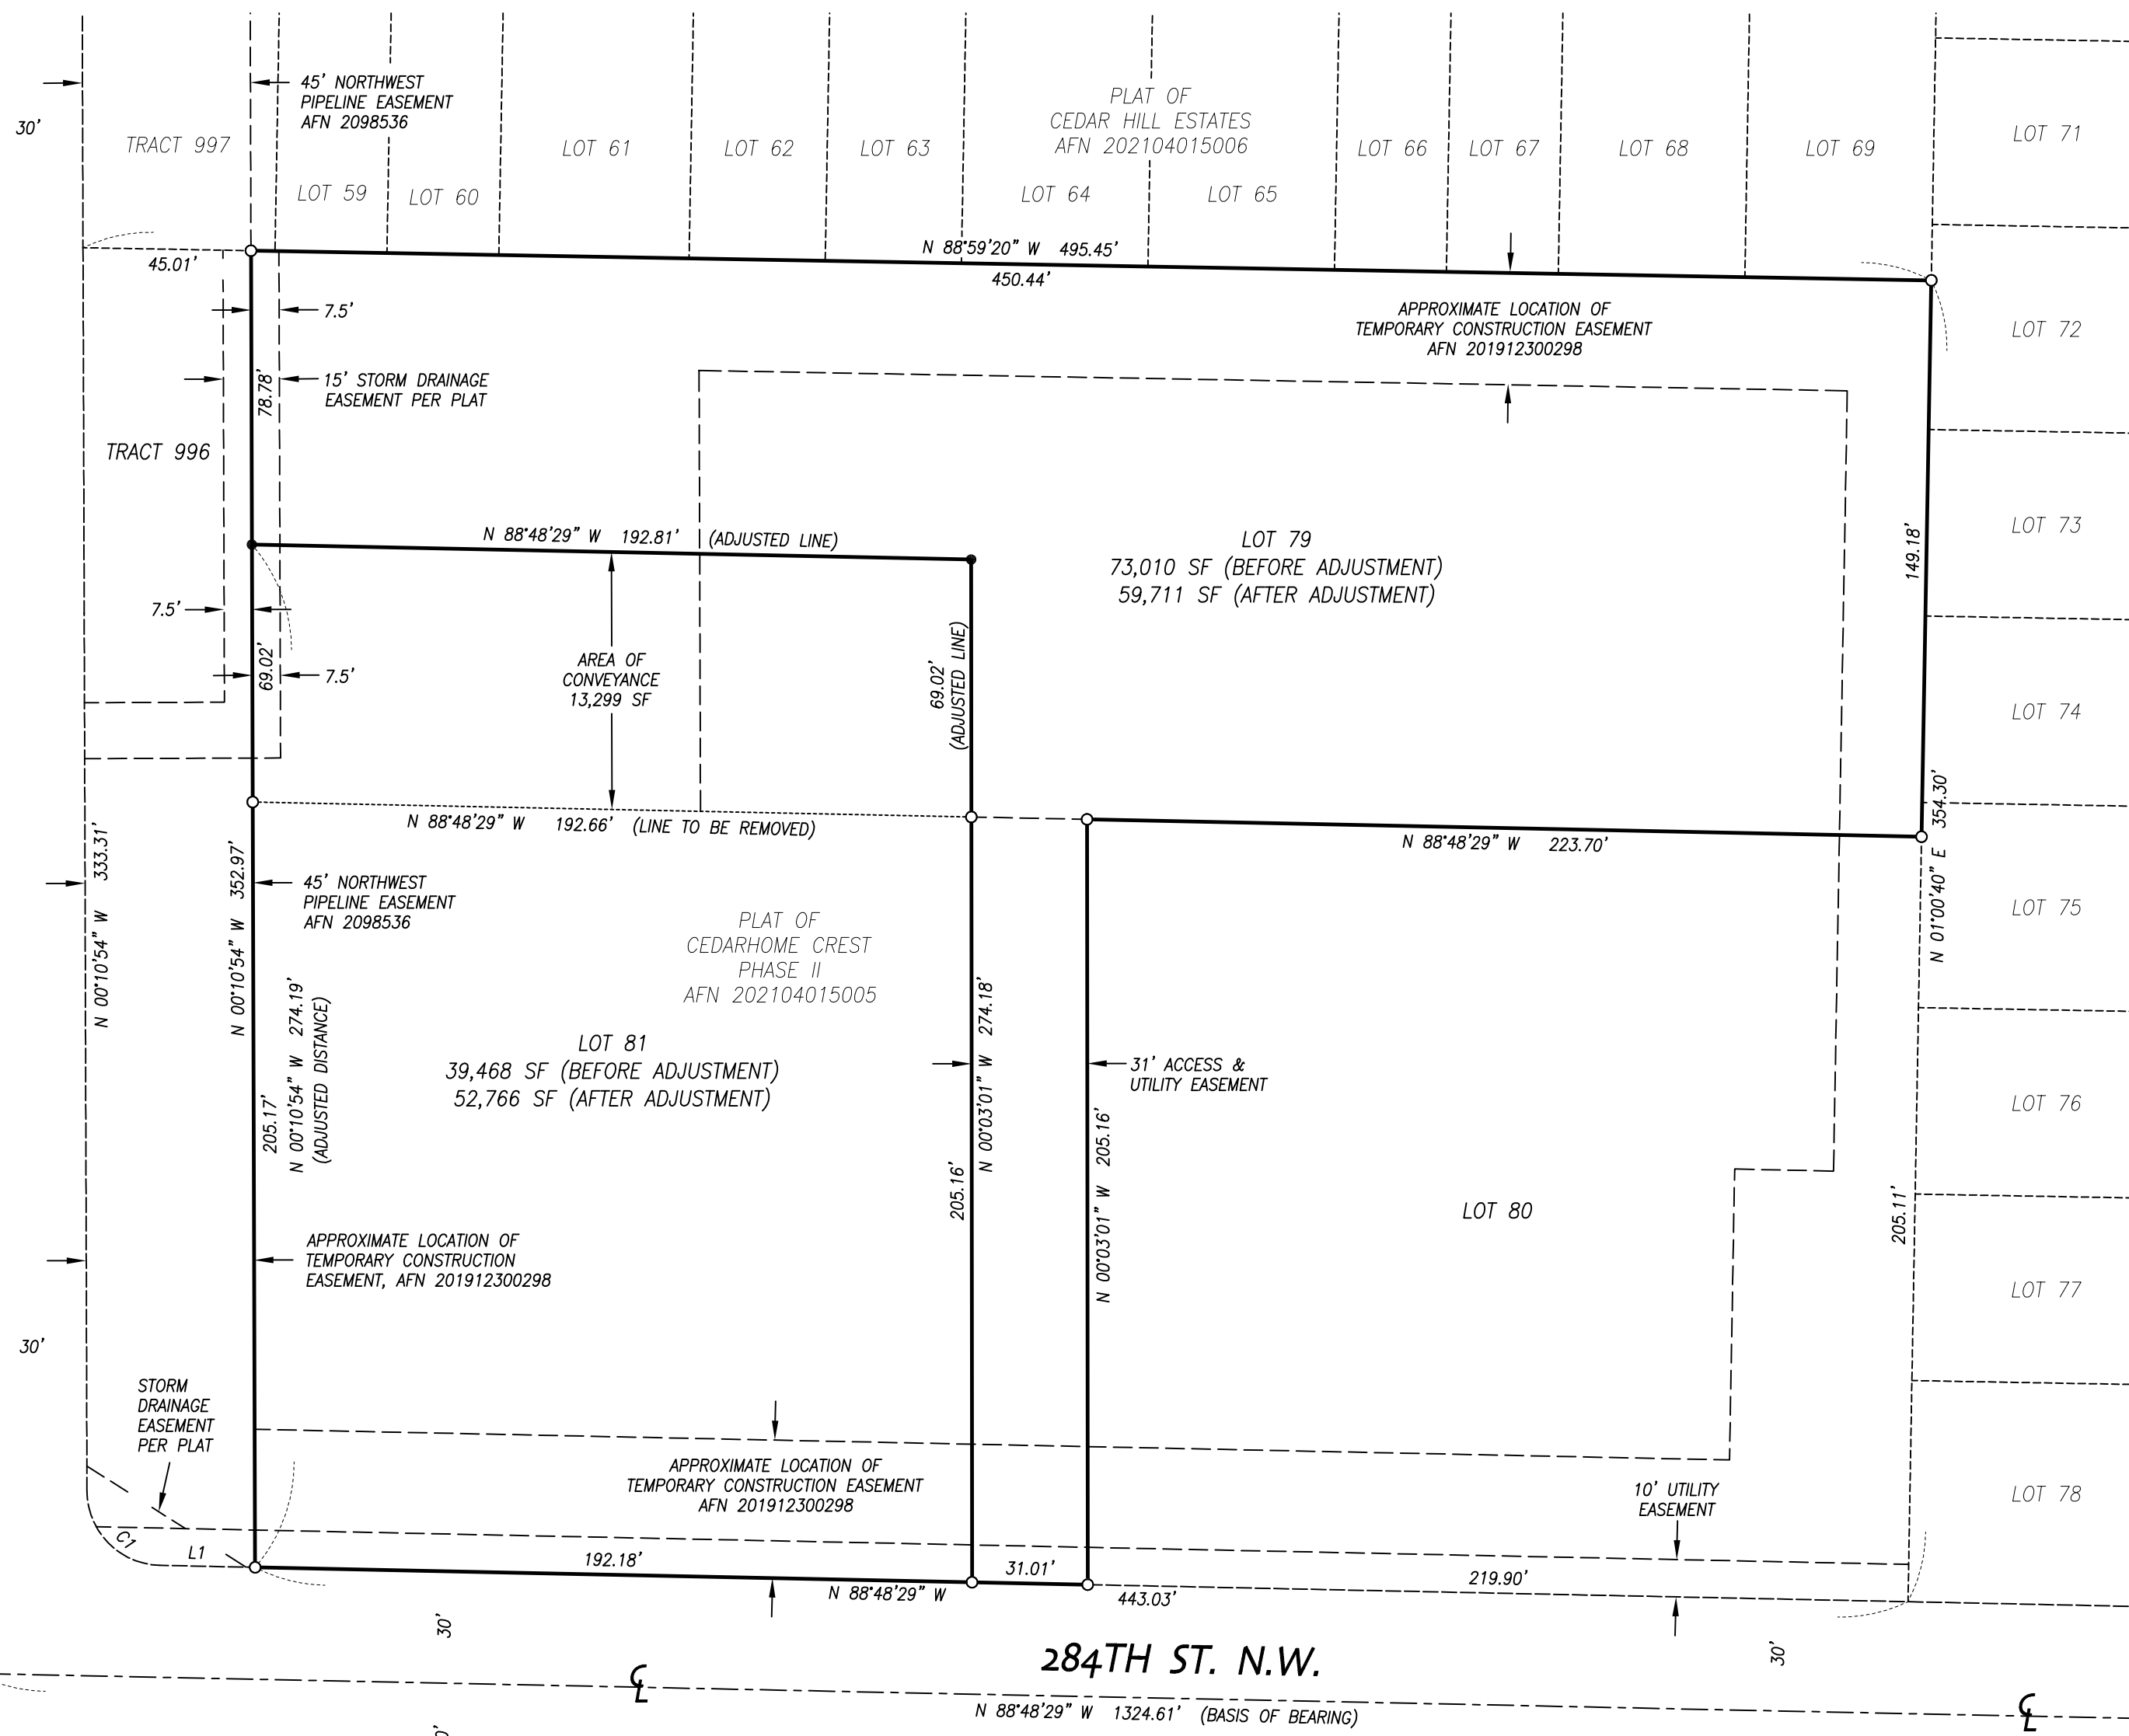 45' NORTHWEST
PIPELINE EASEMENT
AFN 2098536
30'
TRACT 997
LOT 59
LOT 60
LOT 61
LOT 62
LOT 63
PLAT OF
CEDAR HILL ESTATES
AFN 202104015006
LOT 64
LOT 65
LOT 66
LOT 67
LOT 68
LOT 69
LOT 71
45.01'
N 88°59'20" W 495.45'
450.44'
7.5'
APPROXIMATE LOCATION OF
TEMPORARY CONSTRUCTION EASEMENT
AFN 201912300298
LOT 72
78.78'
15' STORM DRAINAGE
EASEMENT PER PLAT
TRACT 996
N 88°48'29" W 192.81' (ADJUSTED LINE)
LOT 79
73,010 SF (BEFORE ADJUSTMENT)
59,711 SF (AFTER ADJUSTMENT)
149.18'
LOT 73
7.5'
69.02'
7.5'
AREA OF
CONVEYANCE
13,299 SF
69.02'
(ADJUSTED LINE)
LOT 74
N 88°48'29" W 192.66' (LINE TO BE REMOVED)
N 88°48'29" W 223.70'
N 01°00'40" E 354.30'
N 00°10'54" W 333.31'
N 00°10'54" W 352.97'
45' NORTHWEST
PIPELINE EASEMENT
AFN 2098536
PLAT OF
CEDARHOME CREST
PHASE II
AFN 202104015005
LOT 75
205.17'
N 00°10'54" W 274.19'
(ADJUSTED DISTANCE)
LOT 81
39,468 SF (BEFORE ADJUSTMENT)
52,766 SF (AFTER ADJUSTMENT)
N 00°03'01" W 274.18'
205.16'
31' ACCESS &
UTILITY EASEMENT
N 00°03'01" W 205.16'
LOT 76
LOT 80
205.11'
APPROXIMATE LOCATION OF
TEMPORARY CONSTRUCTION
EASEMENT, AFN 201912300298
LOT 77
30'
STORM
DRAINAGE
EASEMENT
PER PLAT
APPROXIMATE LOCATION OF
TEMPORARY CONSTRUCTION EASEMENT
AFN 201912300298
10' UTILITY
EASEMENT
LOT 78
C1
L1
192.18'
31.01'
219.90'
N 88°48'29" W
443.03'
30'
284TH ST. N.W.
30'
CL
N 88°48'29" W 1324.61' (BASIS OF BEARING)
CL